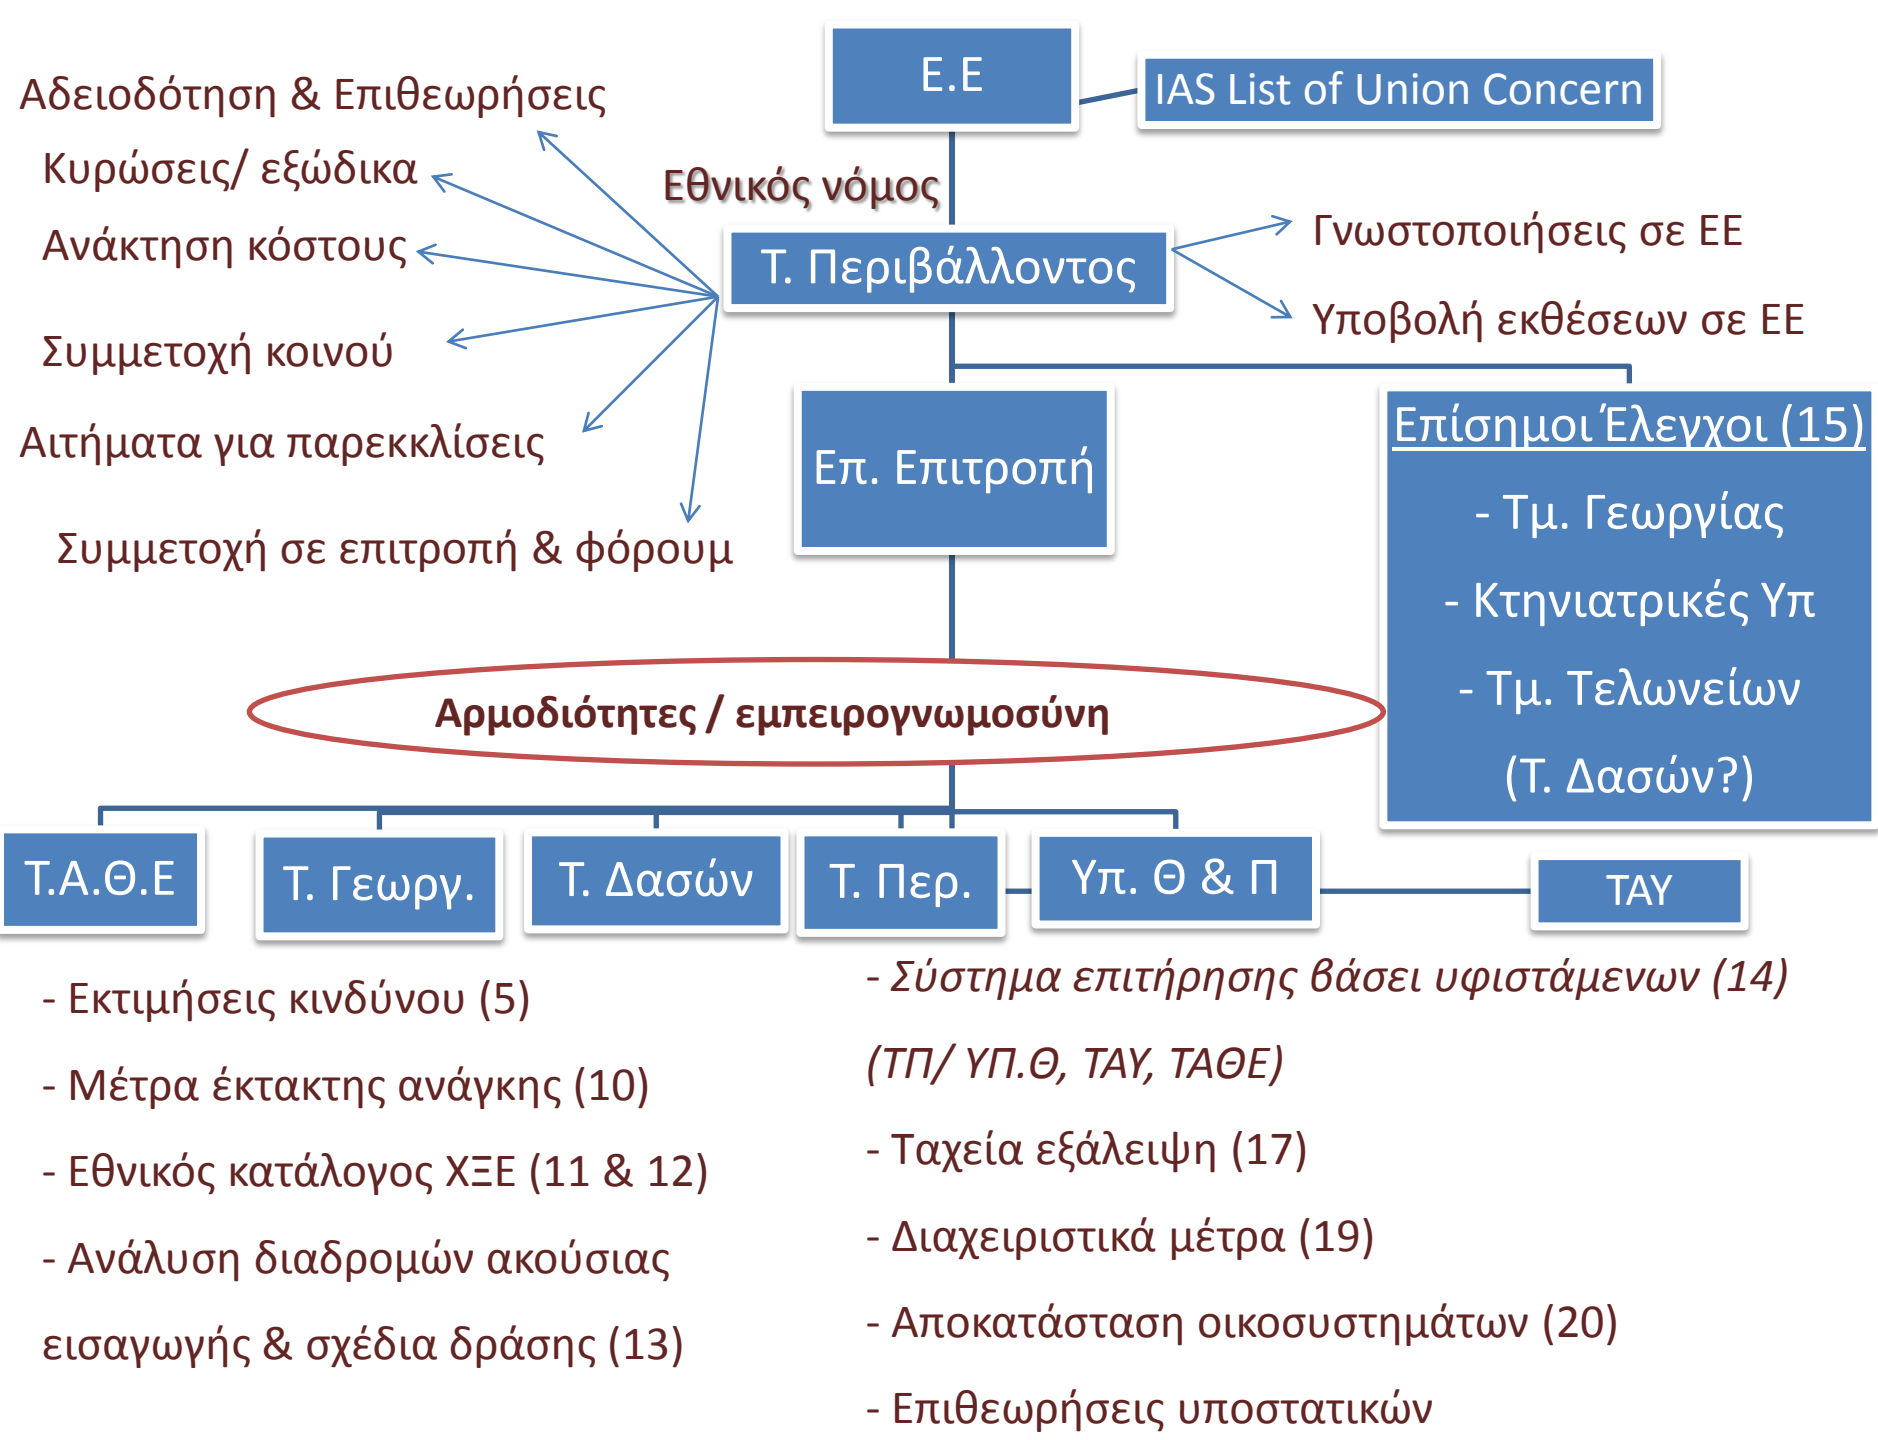 Ε.Ε
IAS List of Union Concern
Αδειοδότηση & Επιθεωρήσεις
Κυρώσεις/ εξώδικα
Ανάκτηση κόστους
Συμμετοχή κοινού
Αιτήματα για παρεκκλίσεις
Συμμετοχή σε επιτροπή & φόρουμ
Εθνικός νόμος
Τ. Περιβάλλοντος
Γνωστοποιήσεις σε ΕΕ
Υποβολή εκθέσεων σε ΕΕ
Επ. Επιτροπή
Επίσημοι Έλεγχοι (15)
- Τμ. Γεωργίας
- Κτηνιατρικές Υπ
- Τμ. Τελωνείων
(Τ. Δασών?)
Αρμοδιότητες / εμπειρογνωμοσύνη
Τ.Α.Θ.Ε
Τ. Γεωργ.
Τ. Δασών
Τ. Περ.
Υπ. Θ & Π
ΤΑΥ
- Εκτιμήσεις κινδύνου (5)
- Μέτρα έκτακτης ανάγκης (10)
- Εθνικός κατάλογος ΧΞΕ (11 & 12)
- Ανάλυση διαδρομών ακούσιας
εισαγωγής & σχέδια δράσης (13)
- Σύστημα επιτήρησης βάσει υφιστάμενων (14)
(ΤΠ/ ΥΠ.Θ, ΤΑΥ, ΤΑΘΕ)
- Ταχεία εξάλειψη (17)
- Διαχειριστικά μέτρα (19)
- Αποκατάσταση οικοσυστημάτων (20)
- Επιθεωρήσεις υποστατικών